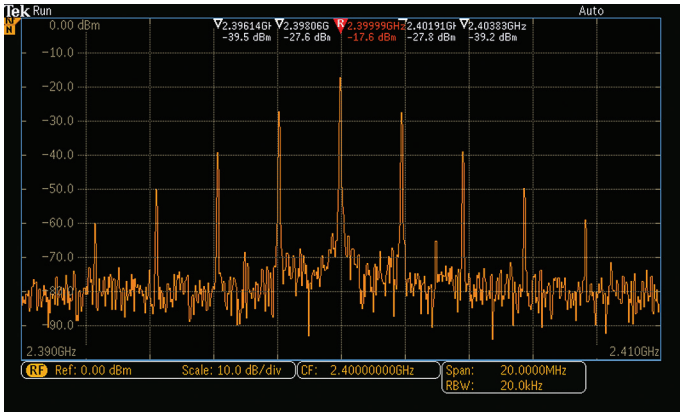 Tek Run Auto
N
N
0.00 dBm
2.39614GH 2.39806G R 2.39999GHz 2.40191GH 2.40383GHz
-39.5 dBm -27.6 dBm -17.6 dBm -27.8 dBm -39.2 dBm
-10.0
-20.0
-30.0
-40.0
-50.0
-60.0
-70.0
-80.0
-90.0
2.390GHz 2.410GHz
RF Ref: 0.00 dBm Scale: 10.0 dB/div CF: 2.40000000GHz Span: 20.0000MHz
RBW: 20.0kHz